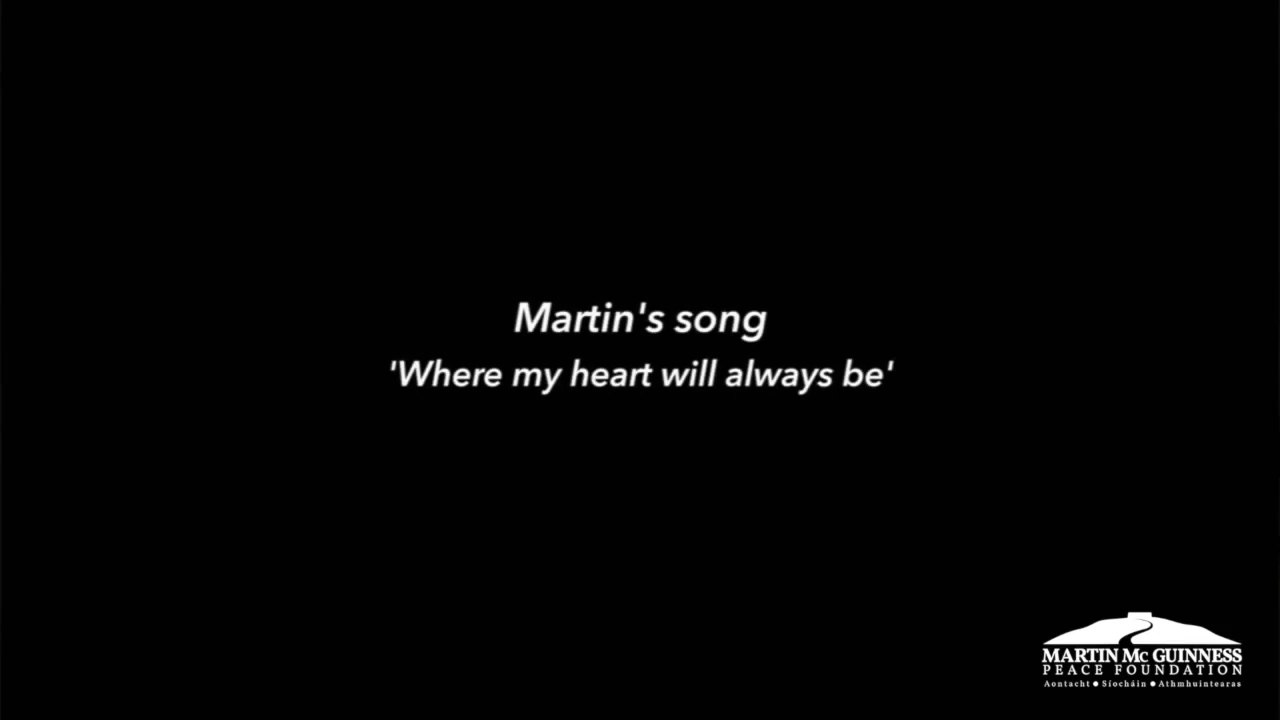 Martin's song
'Where my heart will always be'
MARTIN Mc GUINNESS
PEACE FOUNDATION
Aontacht ● Síocháin ● Athmhuintearas